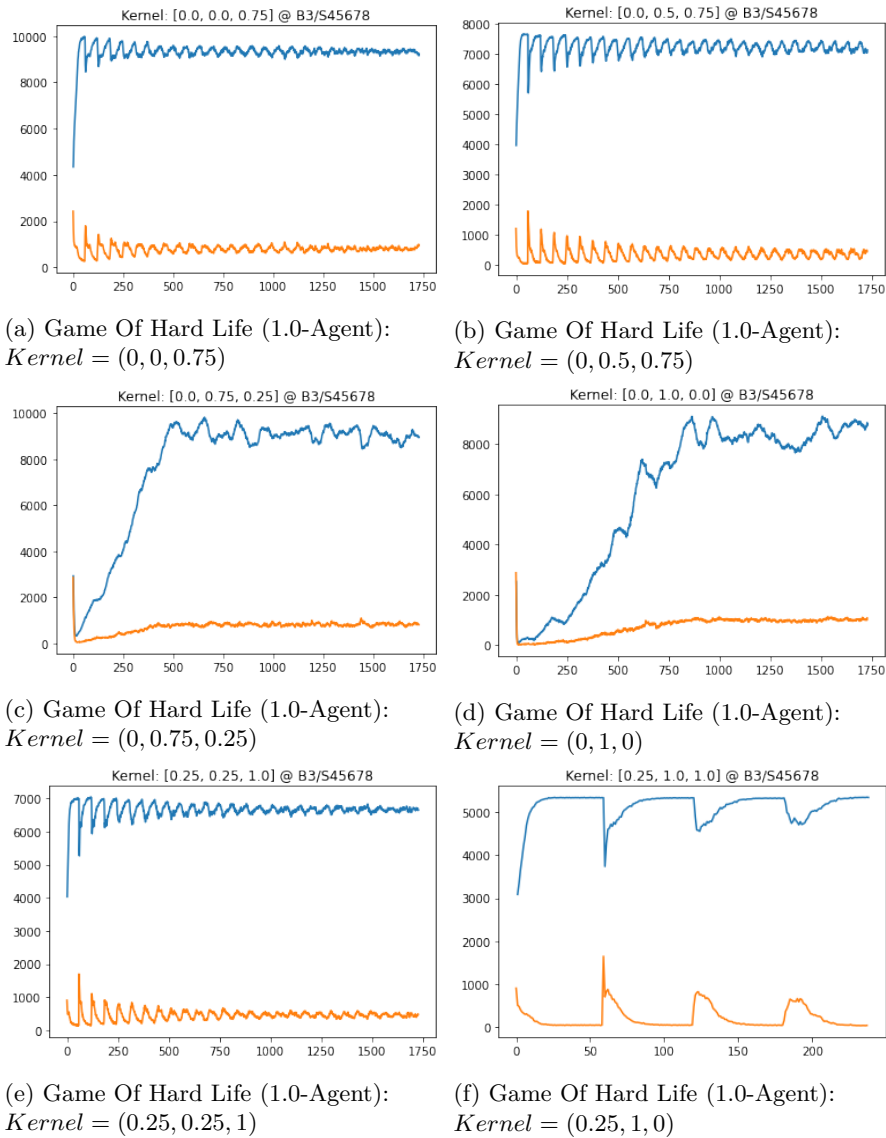 Kernel: [0.0, 0.0, 0.75] @ B3/S45678
10000
8000
6000
4000
2000
0
0 250 500 750 1000 1250 1500 1750
(a) Game Of Hard Life (1.0-Agent):
Kernel = (0, 0, 0.75)
Kernel: [0.0, 0.5, 0.75] @ B3/S45678
8000
7000
6000
5000
4000
3000
2000
1000
0
0 250 500 750 1000 1250 1500 1750
(b) Game Of Hard Life (1.0-Agent):
Kernel = (0, 0.5, 0.75)
Kernel: [0.0, 0.75, 0.25] @ B3/S45678
10000
8000
6000
4000
2000
0
0 250 500 750 1000 1250 1500 1750
(c) Game Of Hard Life (1.0-Agent):
Kernel = (0, 0.75, 0.25)
Kernel: [0.0, 1.0, 0.0] @ B3/S45678
8000
6000
4000
2000
0
0 250 500 750 1000 1250 1500 1750
(d) Game Of Hard Life (1.0-Agent):
Kernel = (0, 1, 0)
Kernel: [0.25, 0.25, 1.0] @ B3/S45678
7000
6000
5000
4000
3000
2000
1000
0
0 250 500 750 1000 1250 1500 1750
(e) Game Of Hard Life (1.0-Agent):
Kernel = (0.25, 0.25, 1)
Kernel: [0.25, 1.0, 1.0] @ B3/S45678
5000
4000
3000
2000
1000
0
0 50 100 150 200
(f) Game Of Hard Life (1.0-Agent):
Kernel = (0.25, 1, 0)